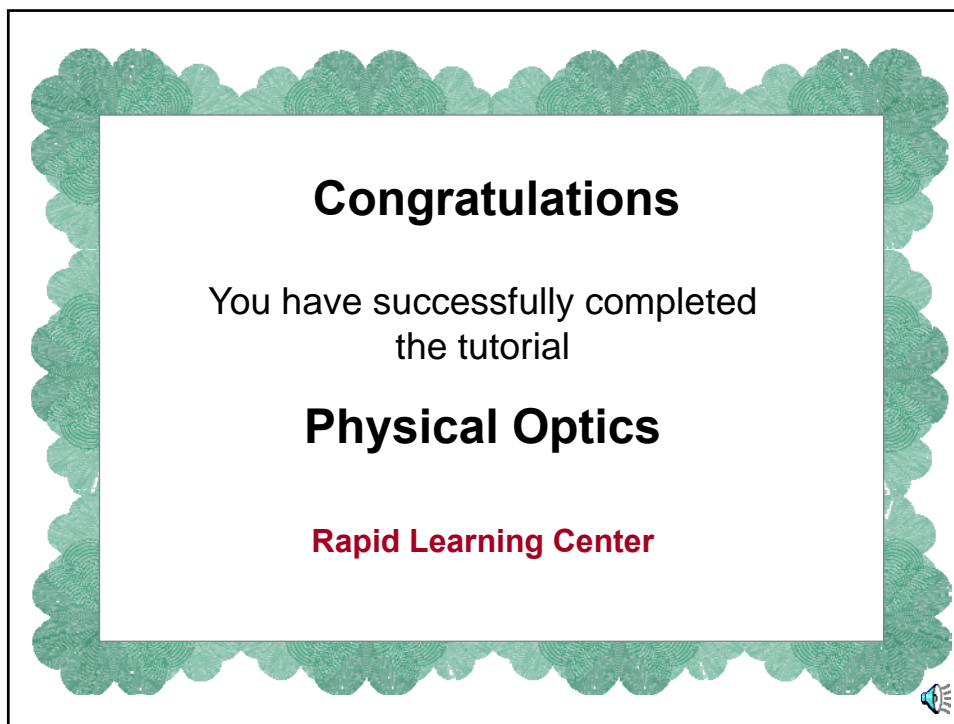 Congratulations
You have successfully completed
the tutorial
Physical Optics
Rapid Learning Center